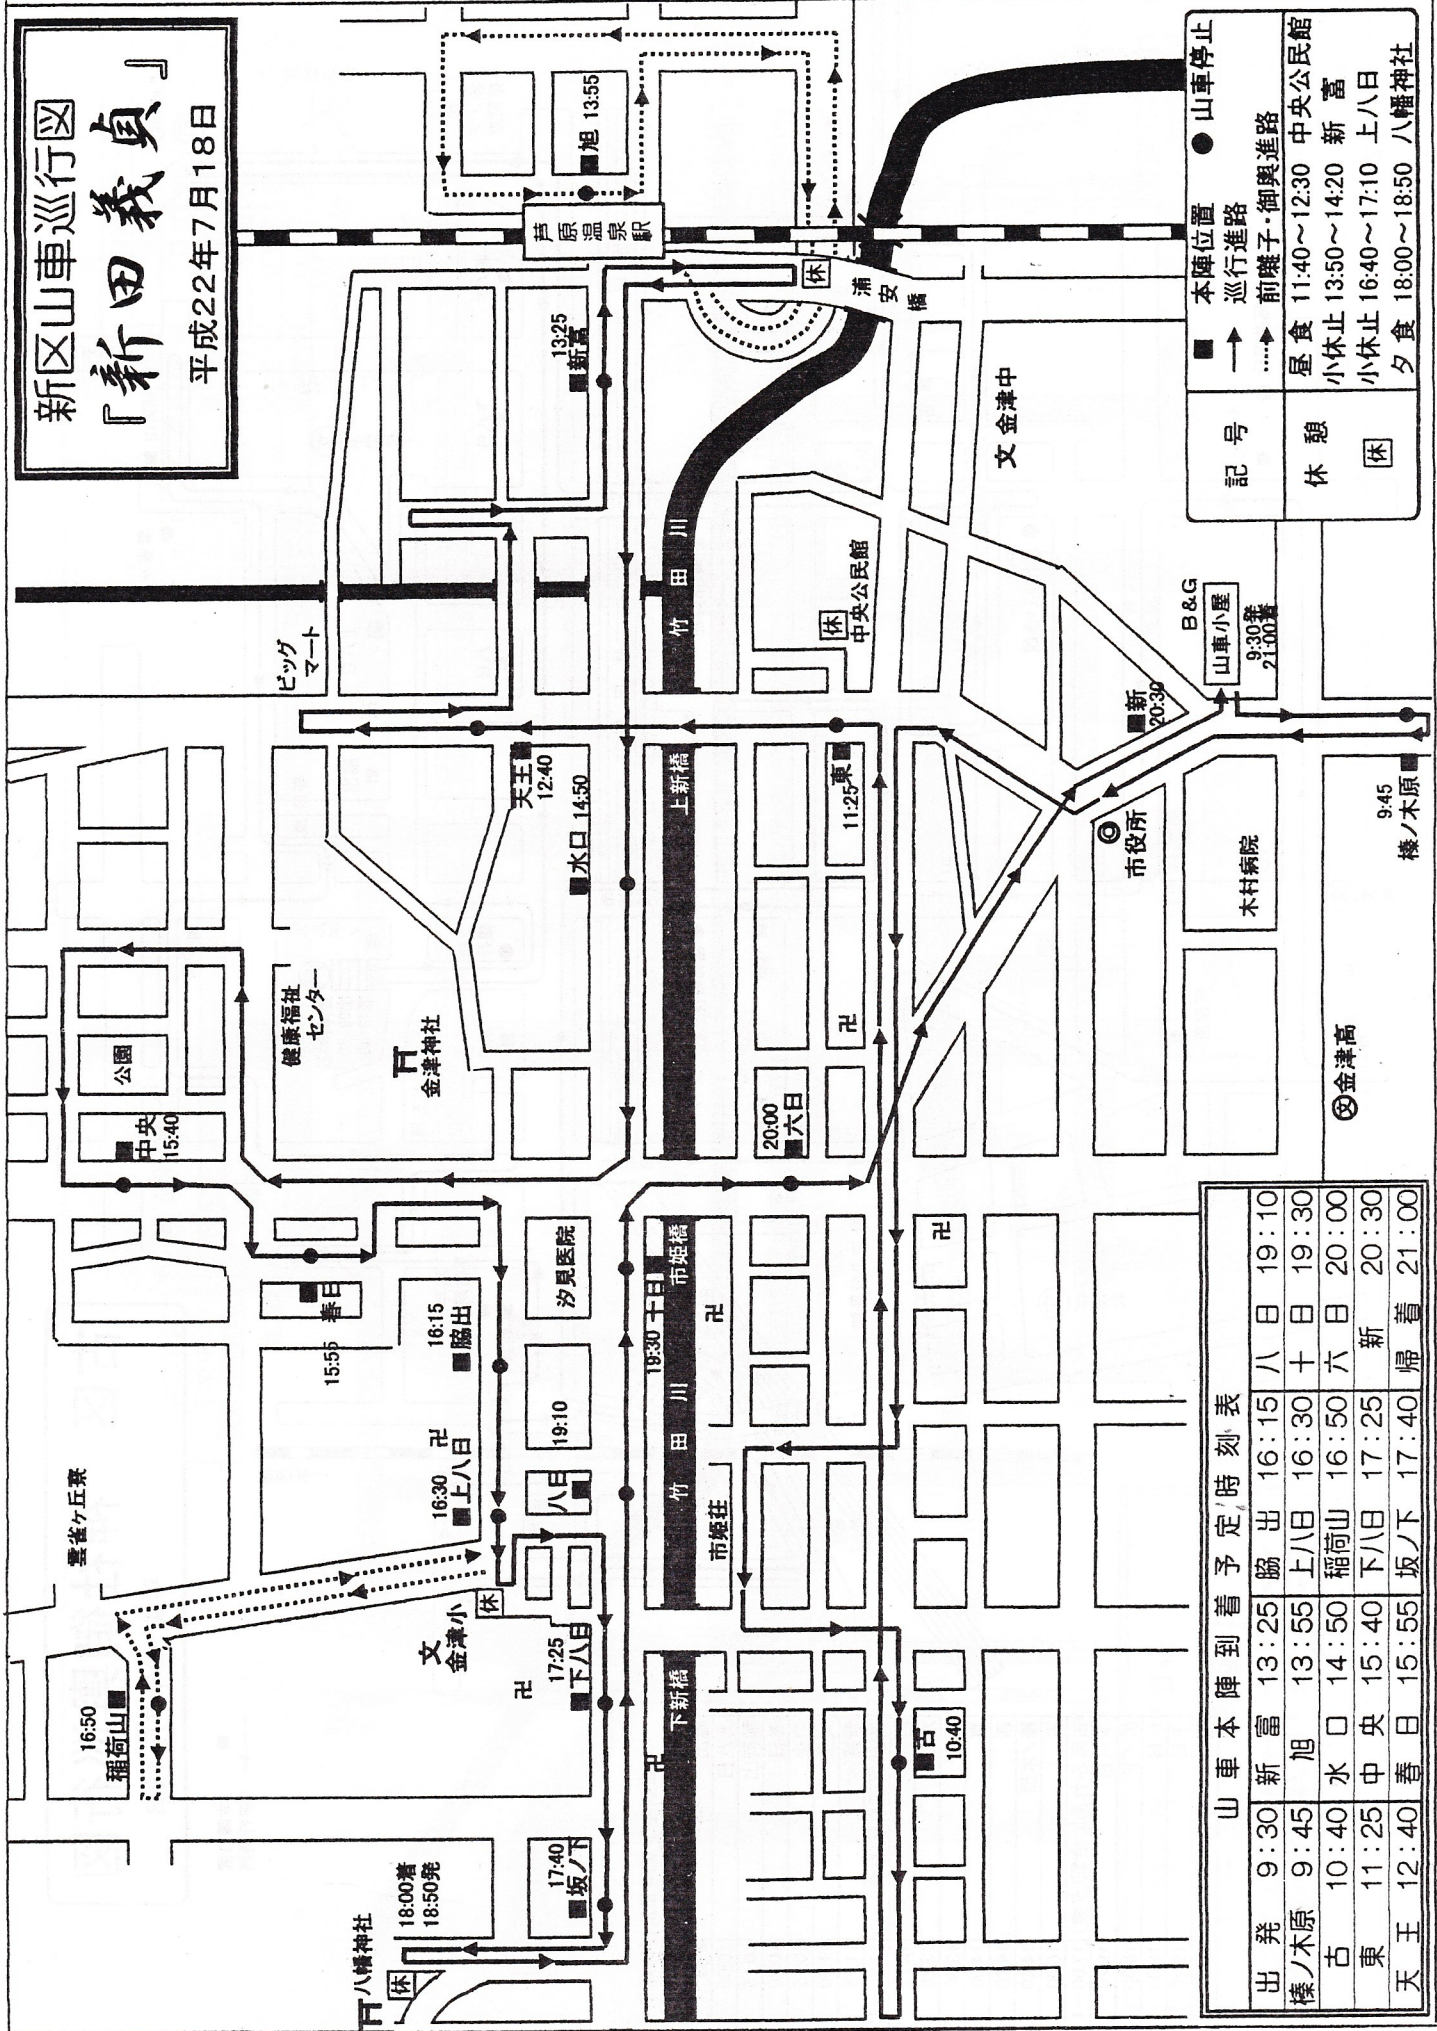 新区山車巡行図
『新田義貞』
平成22年7月18日
記号
■ 本陣位置 ● 山車停止
→ 巡行進路
┈▶ 前囃子・御輿進路
休憩
休
昼食 11:40～12:30 中央公民館
小休止 13:50～14:20 新富
小休止 16:40～17:10 上八日
夕食 18:00～18:50 八幡神社
芦原温泉駅
旭 13:55
13:25
新富
休
浦安橋
文 金津中
竹田川
休
中央公民館
ビッグ
マート
B&G
山車小屋
9:30発
21:00着
新
20:30
天王
12:40
水口 14:50
上新橋
東
11:25
◎
市役所
木村病院
9:45
榛ノ木原
公園
健康福祉
センター
金津神社
中央
15:40
卍
20:00
六日
文 金津高
春日
15:55
16:15
脇出
汐見医院
19:30 十日
市姫橋
卍
卍
雲雀ヶ丘寮
16:30
上八日
卍
19:10
八日
竹田川
市姫荘
16:50
稲荷山
文
金津小
休
卍
17:25
下八日
下新橋
卍
古
10:40
八幡神社
休
18:00着
18:50発
17:40
坂ノ下
山車本陣到着予定時刻表
出発 9:30 新富 13:25 脇出 16:15 八日 19:10
榛ノ木原 9:45 旭 13:55 上八日 16:30 十日 19:30
古 10:40 水口 14:50 稲荷山 16:50 六日 20:00
東 11:25 中央 15:40 下八日 17:25 新 20:30
天王 12:40 春日 15:55 坂ノ下 17:40 帰着 21:00